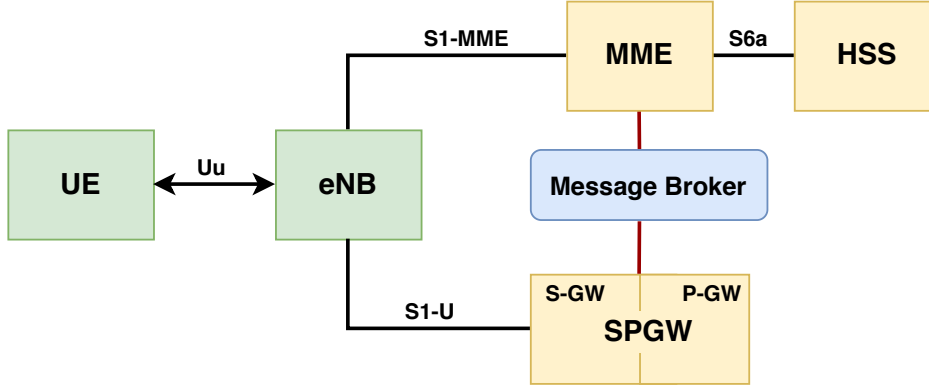 S1-MME
MME
S6a
HSS
UE
Uu
eNB
Message Broker
S1-U
S-GW
P-GW
SPGW